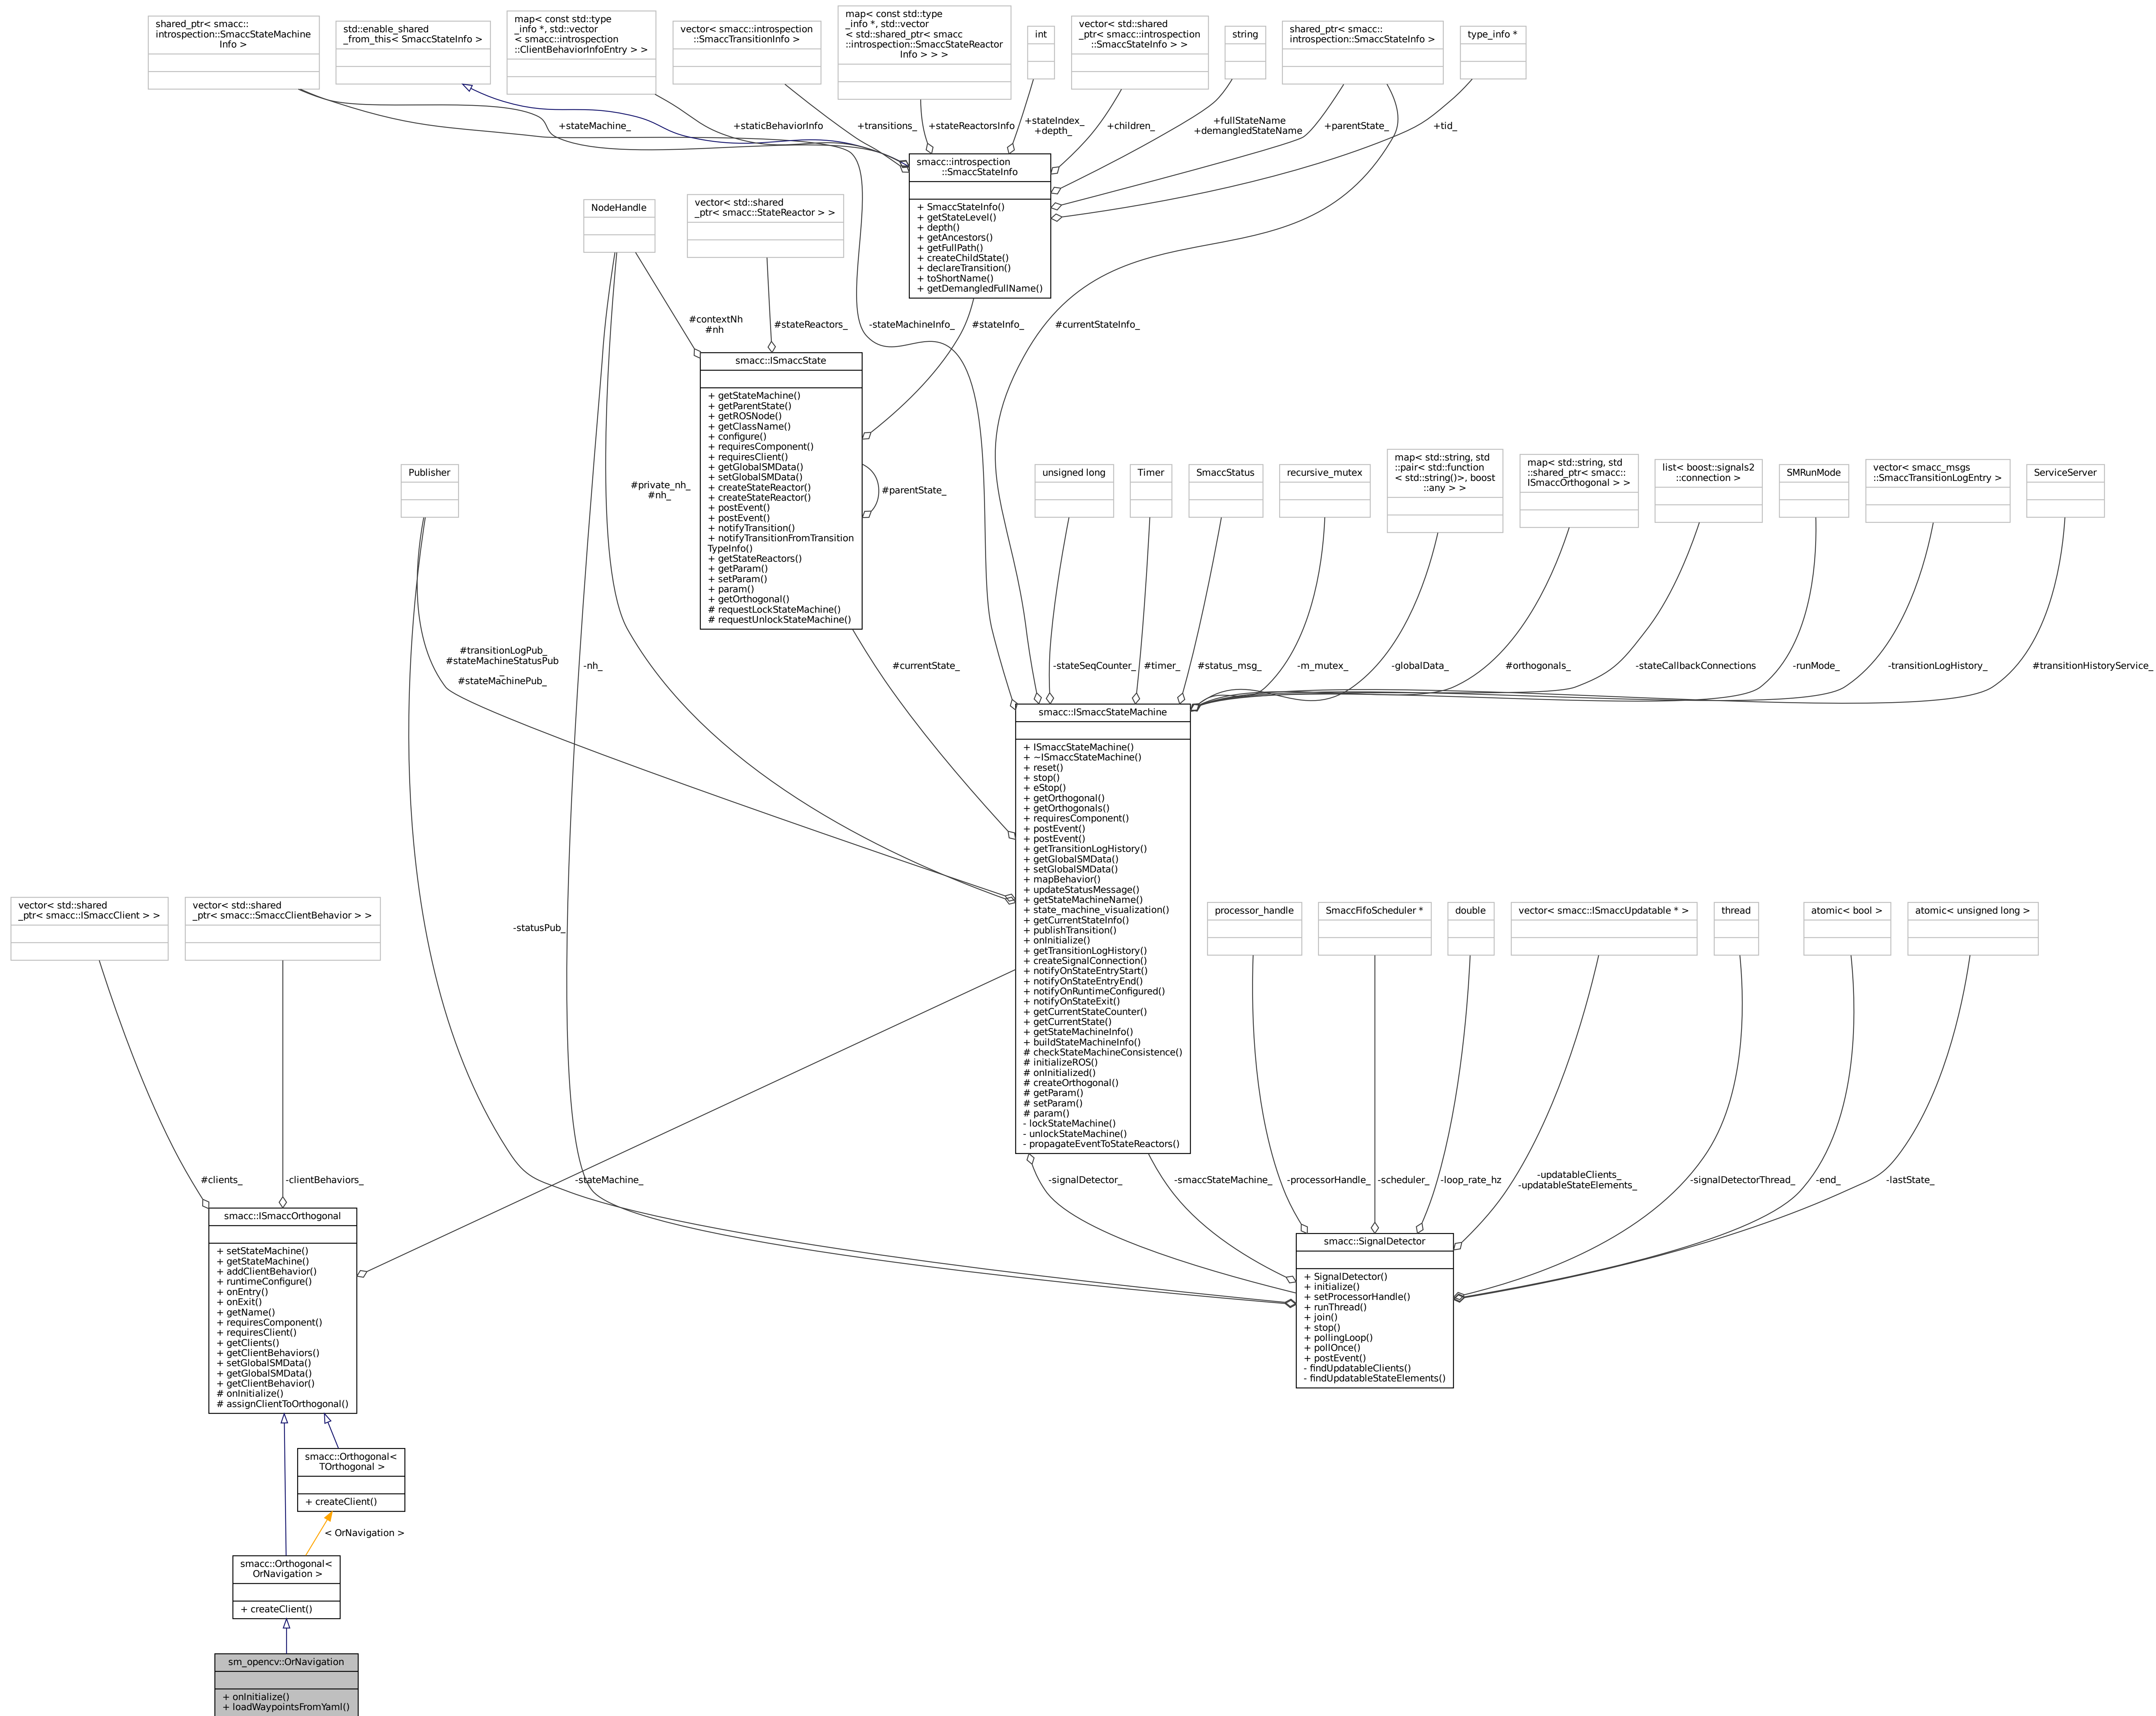 shared_ptr< smacc::
introspection::SmaccStateMachine
Info >
std::enable_shared
_from_this< SmaccStateInfo >
map< const std::type
_info *, std::vector
< smacc::introspection
::ClientBehaviorInfoEntry > >
vector< smacc::introspection
::SmaccTransitionInfo >
map< const std::type
_info *, std::vector
< std::shared_ptr< smacc
::introspection::SmaccStateReactor
Info > > >
int
vector< std::shared
_ptr< smacc::introspection
::SmaccStateInfo > >
string
shared_ptr< smacc::
introspection::SmaccStateInfo >
type_info *
+stateMachine_
+staticBehaviorInfo
+transitions_
+stateReactorsInfo
+stateIndex_
+depth_
+children_
+fullStateName
+demangledStateName
+parentState_
+tid_
smacc::introspection
::SmaccStateInfo
+ SmaccStateInfo()
+ getStateLevel()
+ depth()
+ getAncestors()
+ getFullPath()
+ createChildState()
+ declareTransition()
+ toShortName()
+ getDemangledFullName()
NodeHandle
vector< std::shared
_ptr< smacc::StateReactor > >
#contextNh
#nh
#stateReactors_
-stateMachineInfo_
#stateInfo_
#currentStateInfo_
smacc::ISmaccState
+ getStateMachine()
+ getParentState()
+ getROSNode()
+ getClassName()
+ configure()
+ requiresComponent()
+ requiresClient()
+ getGlobalSMData()
+ setGlobalSMData()
+ createStateReactor()
+ createStateReactor()
+ postEvent()
+ postEvent()
+ notifyTransition()
+ notifyTransitionFromTransition
TypeInfo()
+ getStateReactors()
+ getParam()
+ setParam()
+ param()
+ getOrthogonal()
# requestLockStateMachine()
# requestUnlockStateMachine()
#parentState_
Publisher
#private_nh_
#nh_
unsigned long
Timer
SmaccStatus
recursive_mutex
map< std::string, std
::pair< std::function
< std::string()>, boost
::any > >
map< std::string, std
::shared_ptr< smacc::
ISmaccOrthogonal > >
list< boost::signals2
::connection >
SMRunMode
vector< smacc_msgs
::SmaccTransitionLogEntry >
ServiceServer
#transitionLogPub_
#stateMachineStatusPub
_
#stateMachinePub_
-nh_
#currentState_
-stateSeqCounter_
#timer_
#status_msg_
-m_mutex_
-globalData_
#orthogonals_
-stateCallbackConnections
-runMode_
-transitionLogHistory_
#transitionHistoryService_
smacc::ISmaccStateMachine
+ ISmaccStateMachine()
+ ~ISmaccStateMachine()
+ reset()
+ stop()
+ eStop()
+ getOrthogonal()
+ getOrthogonals()
+ requiresComponent()
+ postEvent()
+ postEvent()
+ getTransitionLogHistory()
+ getGlobalSMData()
+ setGlobalSMData()
+ mapBehavior()
+ updateStatusMessage()
+ getStateMachineName()
+ state_machine_visualization()
+ getCurrentStateInfo()
+ publishTransition()
+ onInitialize()
+ getTransitionLogHistory()
+ createSignalConnection()
+ notifyOnStateEntryStart()
+ notifyOnStateEntryEnd()
+ notifyOnRuntimeConfigured()
+ notifyOnStateExit()
+ getCurrentStateCounter()
+ getCurrentState()
+ getStateMachineInfo()
+ buildStateMachineInfo()
# checkStateMachineConsistence()
# initializeROS()
# onInitialized()
# createOrthogonal()
# getParam()
# setParam()
# param()
- lockStateMachine()
- unlockStateMachine()
- propagateEventToStateReactors()
vector< std::shared
_ptr< smacc::ISmaccClient > >
vector< std::shared
_ptr< smacc::SmaccClientBehavior > >
-statusPub_
processor_handle
SmaccFifoScheduler *
double
vector< smacc::ISmaccUpdatable * >
thread
atomic< bool >
atomic< unsigned long >
#clients_
-clientBehaviors_
-stateMachine_
-signalDetector_
-smaccStateMachine_
-processorHandle_
-scheduler_
-loop_rate_hz
-updatableClients_
-updatableStateElements_
-signalDetectorThread_
-end_
-lastState_
smacc::ISmaccOrthogonal
+ setStateMachine()
+ getStateMachine()
+ addClientBehavior()
+ runtimeConfigure()
+ onEntry()
+ onExit()
+ getName()
+ requiresComponent()
+ requiresClient()
+ getClients()
+ getClientBehaviors()
+ setGlobalSMData()
+ getGlobalSMData()
+ getClientBehavior()
# onInitialize()
# assignClientToOrthogonal()
smacc::SignalDetector
+ SignalDetector()
+ initialize()
+ setProcessorHandle()
+ runThread()
+ join()
+ stop()
+ pollingLoop()
+ pollOnce()
+ postEvent()
- findUpdatableClients()
- findUpdatableStateElements()
smacc::Orthogonal<
TOrthogonal >
+ createClient()
< OrNavigation >
smacc::Orthogonal<
OrNavigation >
+ createClient()
sm_opencv::OrNavigation
+ onInitialize()
+ loadWaypointsFromYaml()